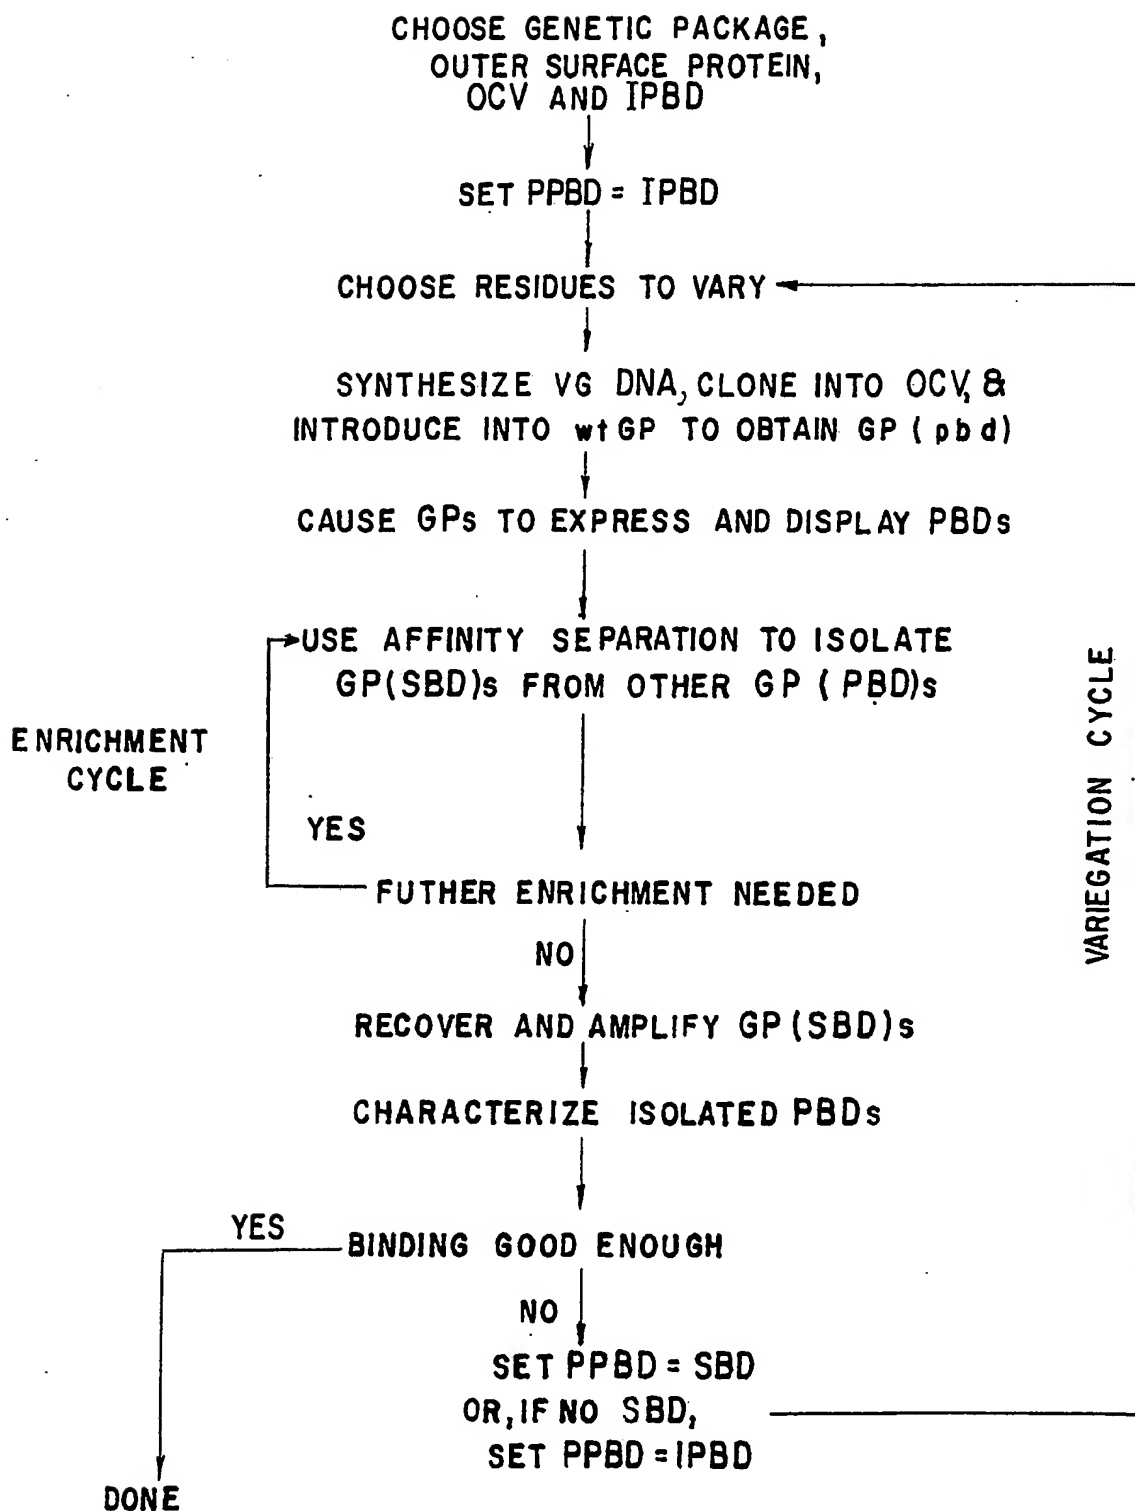 CHOOSE GENETIC PACKAGE,
OUTER SURFACE PROTEIN,
OCV AND IPBD
SET PPBD = IPBD
CHOOSE RESIDUES TO VARY
SYNTHESIZE VG DNA, CLONE INTO OCV, &
INTRODUCE INTO wtGP TO OBTAIN GP (pbd)
CAUSE GPs TO EXPRESS AND DISPLAY PBDs
USE AFFINITY SEPARATION TO ISOLATE
GP(SBD)s FROM OTHER GP (PBD)s
ENRICHMENT
CYCLE
YES
FUTHER ENRICHMENT NEEDED
VARIEGATION CYCLE
NO
RECOVER AND AMPLIFY GP(SBD)s
CHARACTERIZE ISOLATED PBDs
YES
BINDING GOOD ENOUGH
NO
SET PPBD = SBD
OR, IF NO SBD,
SET PPBD = IPBD
DONE